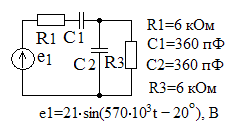 R1
C1
e1
C2
R3
R1=6 кОм
C1=360 пФ
C2=360 пФ
R3=6 кОм
e1=21·sin(570·10³t − 20°), В